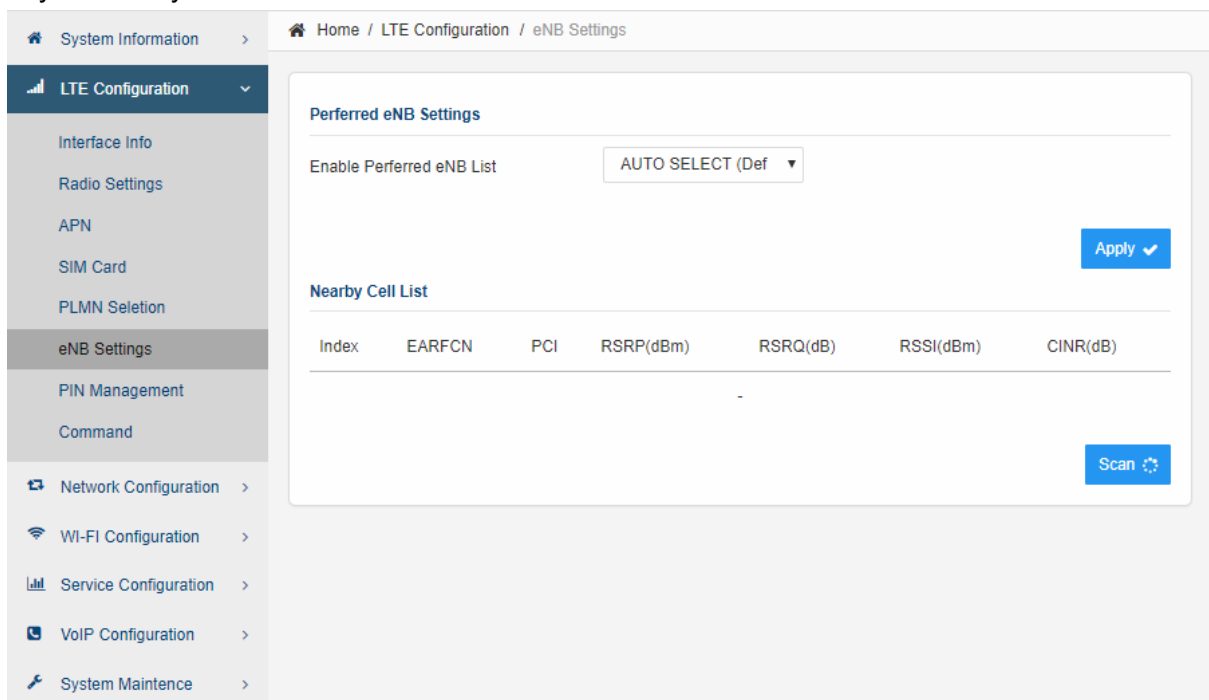 System Information
Home / LTE Configuration / eNB Settings
LTE Configuration
Interface Info
Radio Settings
APN
SIM Card
PLMN Seletion
eNB Settings
PIN Management
Command
Network Configuration
WI-FI Configuration
Service Configuration
VoIP Configuration
System Maintence
Perferred eNB Settings
Enable Perferred eNB List AUTO SELECT (Def
Apply
Nearby Cell List
Index EARFCN PCI RSRP(dBm) RSRQ(dB) RSSI(dBm) CINR(dB)
-
Scan